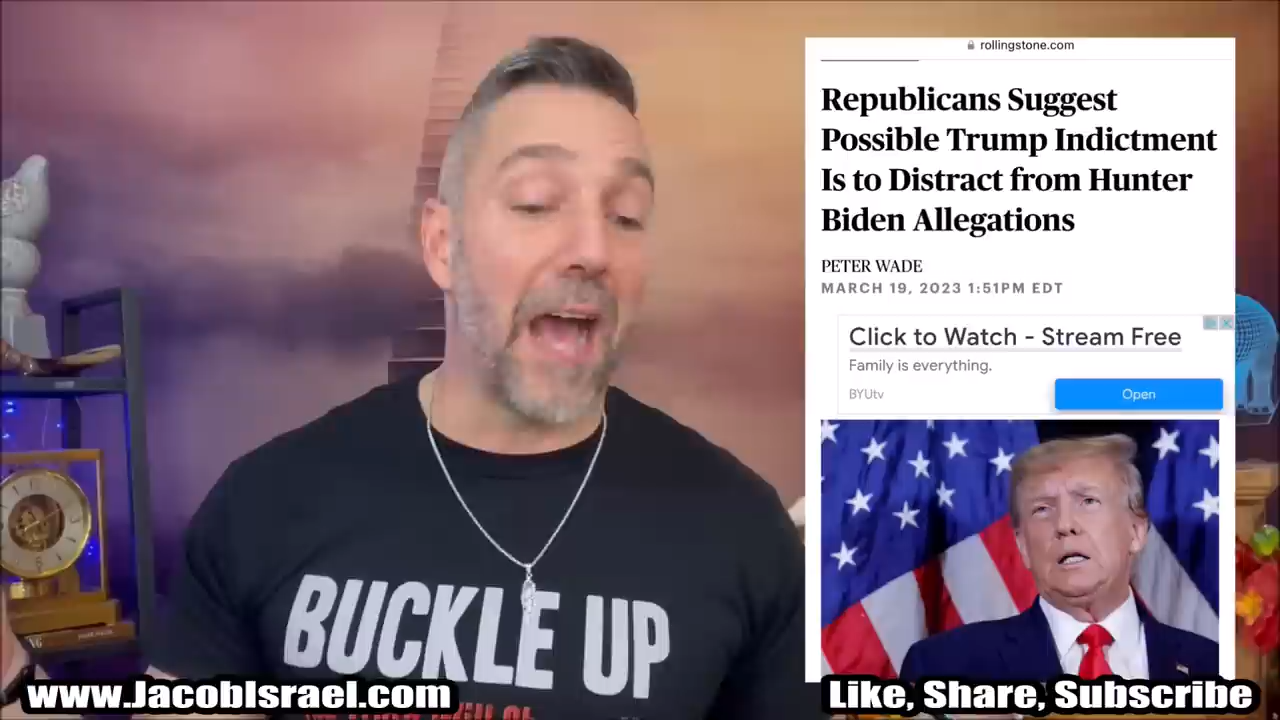 rollingstone.com
Republicans Suggest
Possible Trump Indictment
Is to Distract from Hunter
Biden Allegations
PETER WADE
MARCH 19, 2023 1:51PM EDT
Click to Watch - Stream Free
Family is everything.
BYUtv
Open
BUCKLE UP
www.JacobIsrael.com
Like, Share, Subscribe